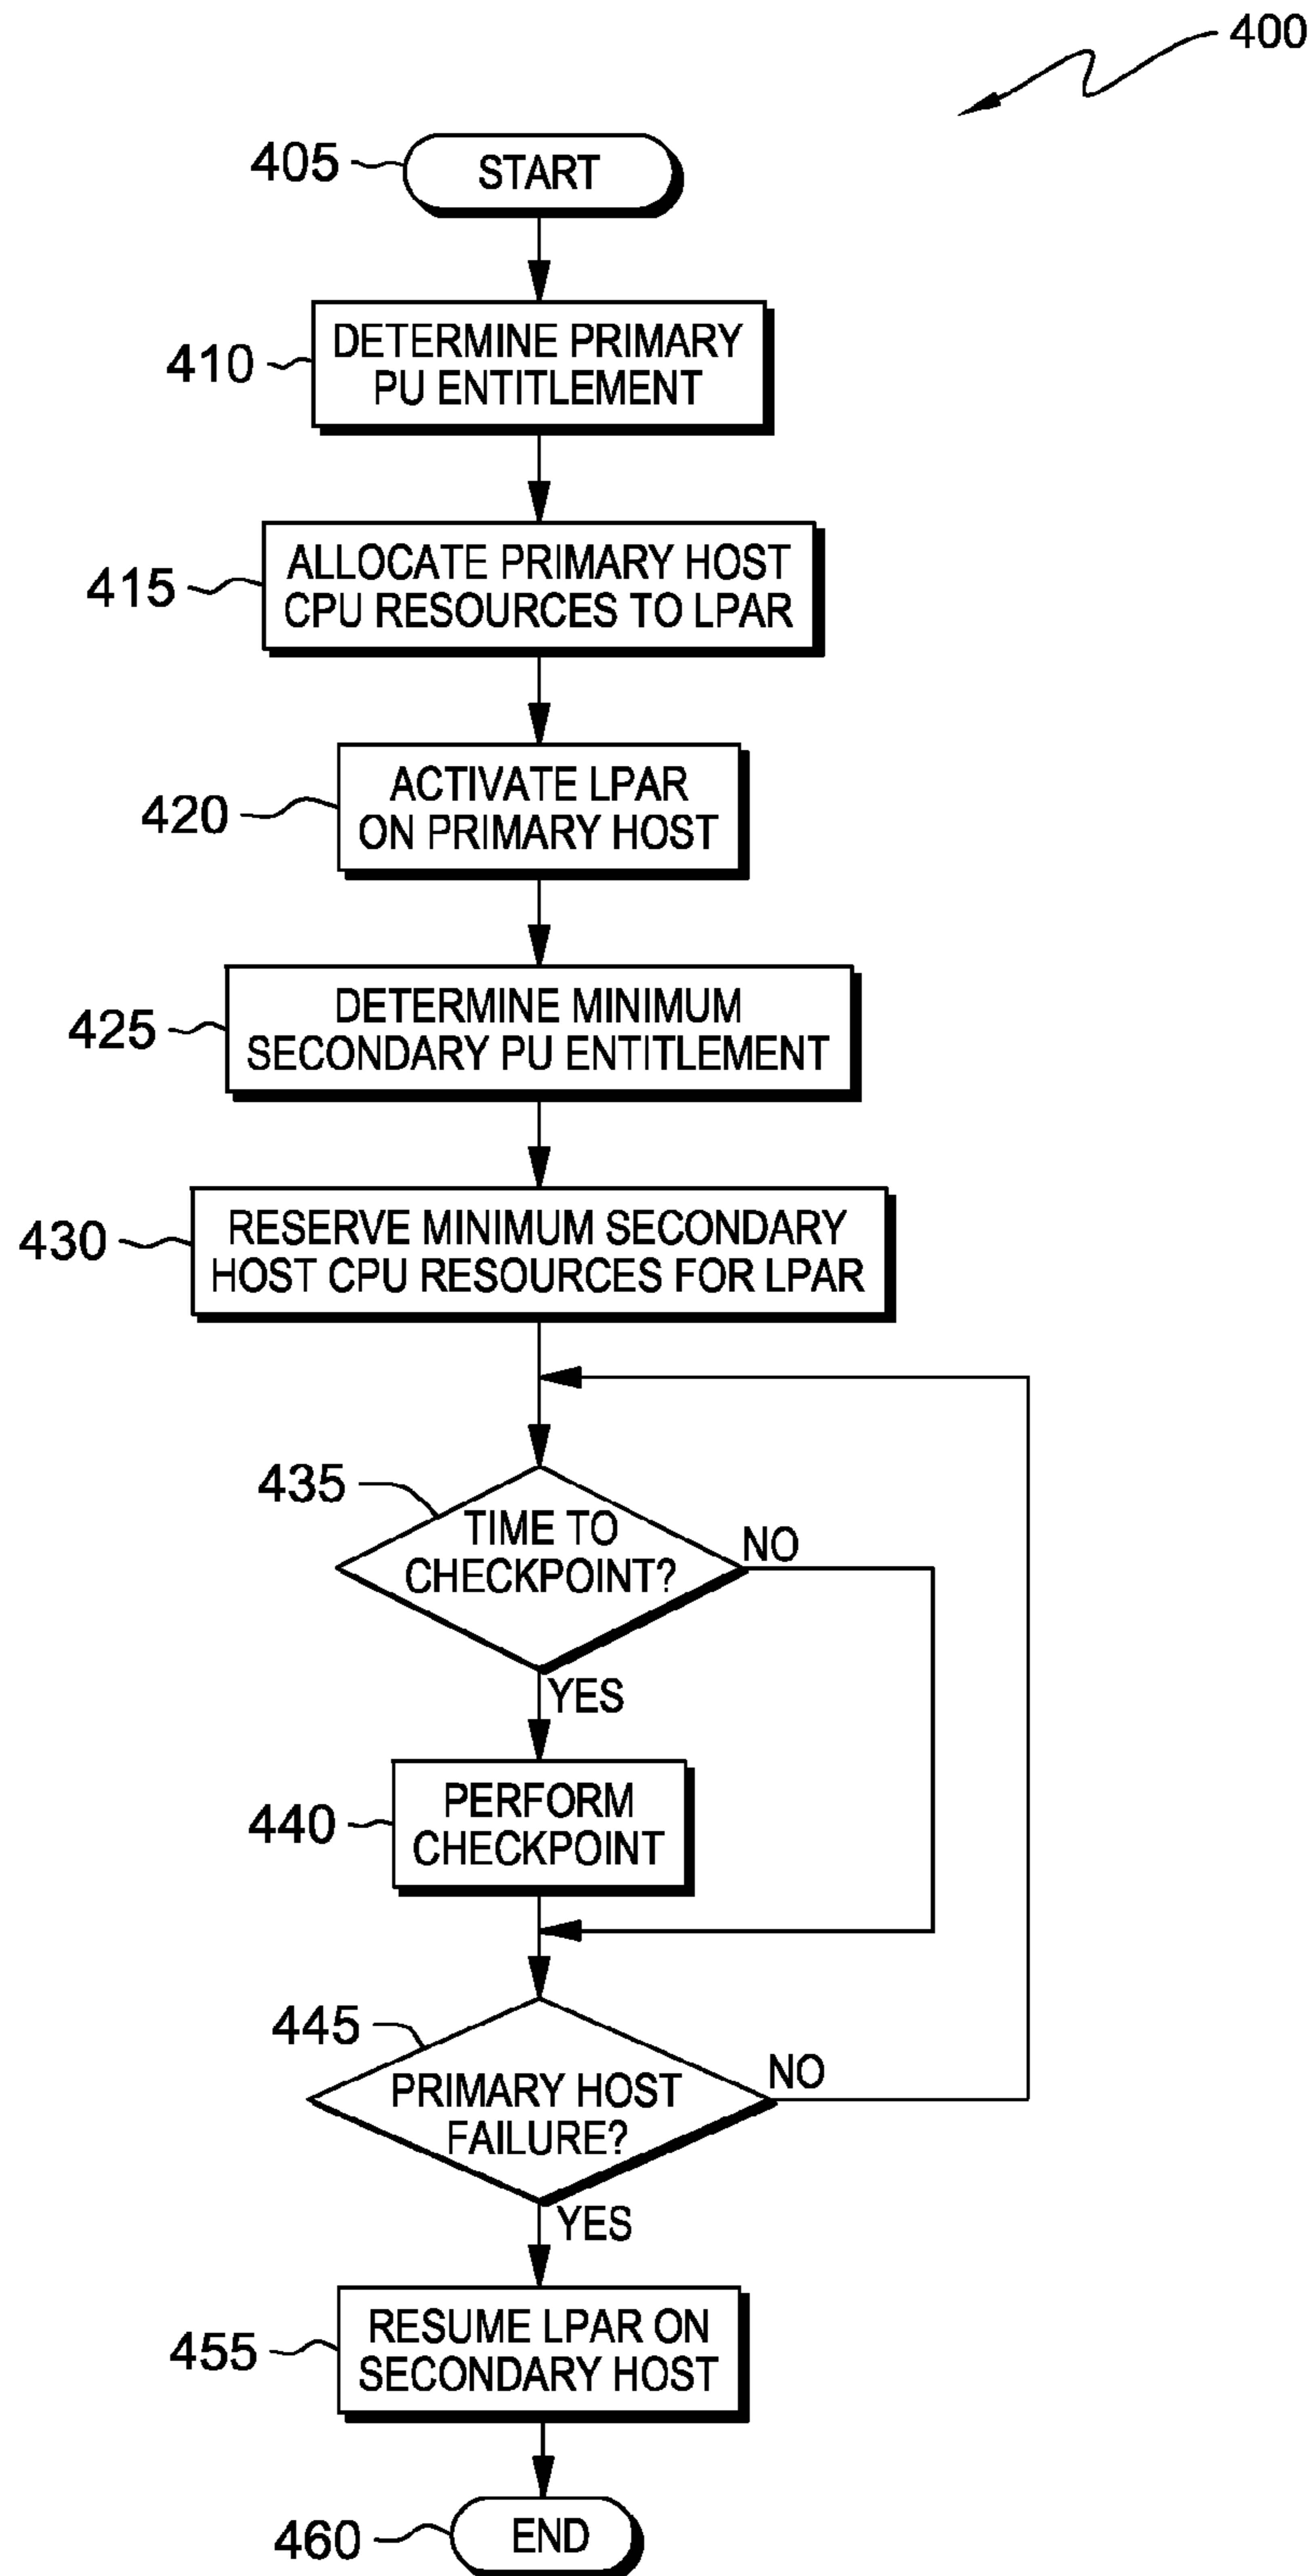 400
405
START
410
DETERMINE PRIMARY
PU ENTITLEMENT
415
ALLOCATE PRIMARY HOST
CPU RESOURCES TO LPAR
420
ACTIVATE LPAR
ON PRIMARY HOST
425
DETERMINE MINIMUM
SECONDARY PU ENTITLEMENT
430
RESERVE MINIMUM SECONDARY
HOST CPU RESOURCES FOR LPAR
435
TIME TO
CHECKPOINT?
NO
YES
440
PERFORM
CHECKPOINT
445
PRIMARY HOST
FAILURE?
NO
YES
455
RESUME LPAR ON
SECONDARY HOST
460
END